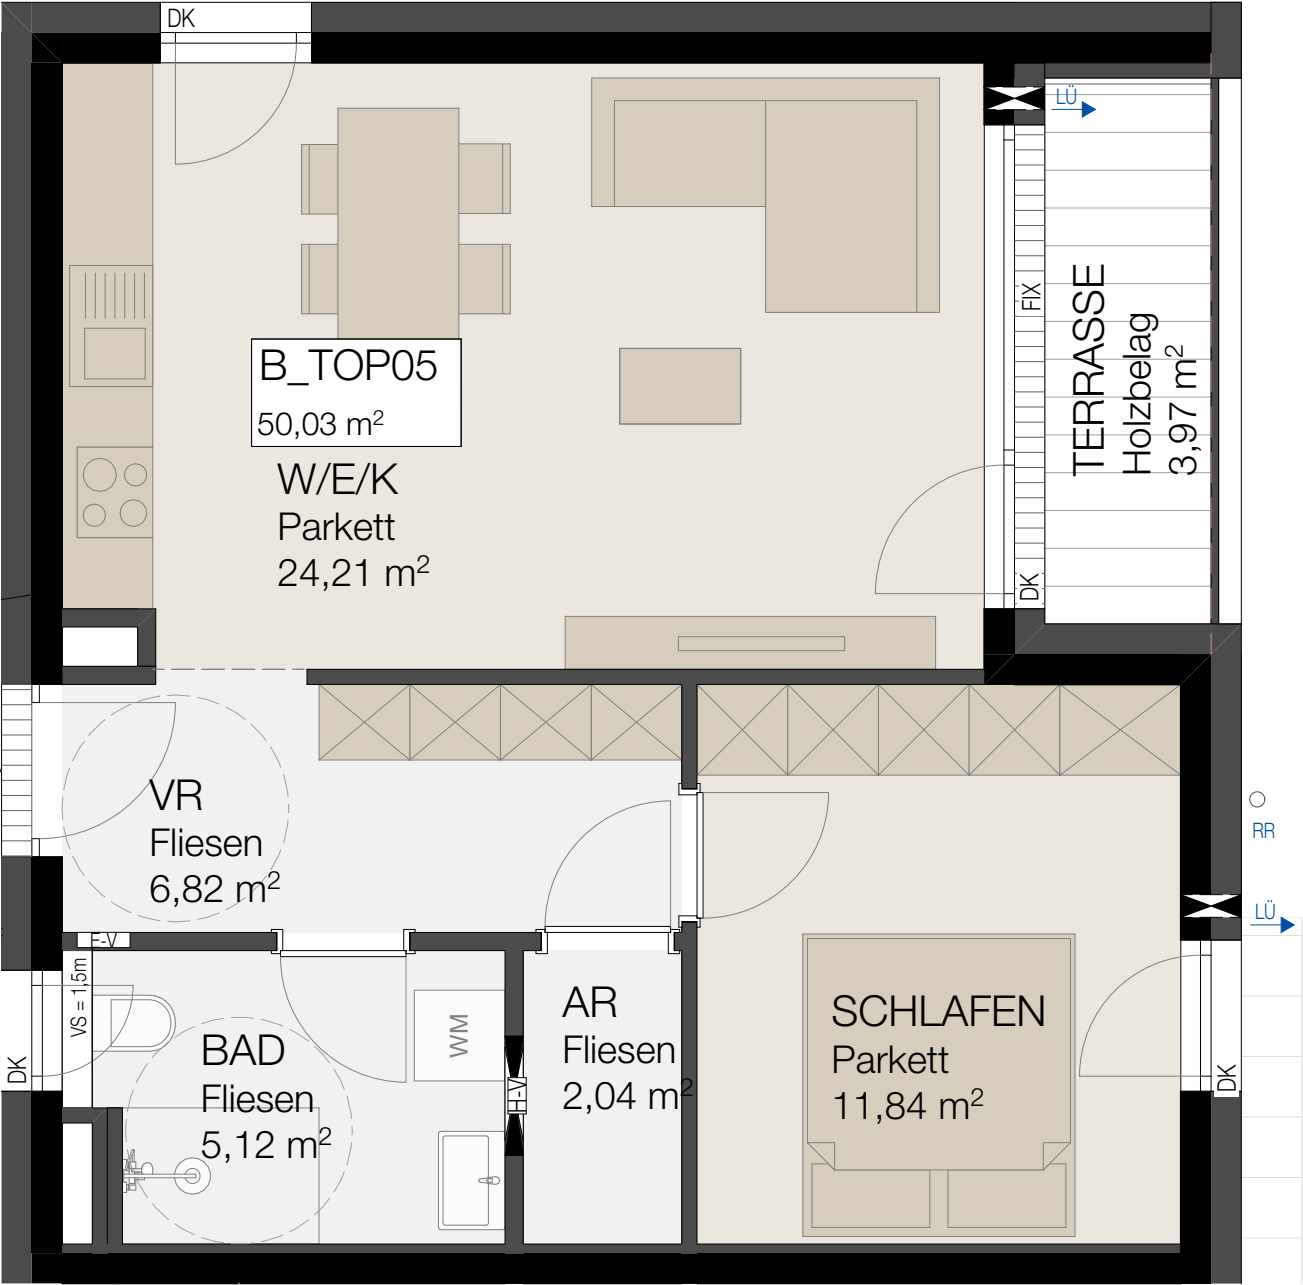 DK
LÜ
FIX
TERRASSE
Holzbelag
3,97 m²
B_TOP05
50,03 m²
W/E/K
Parkett
24,21 m²
DK
VR
Fliesen
6,82 m²
RR
LÜ
VS = 1,5m
DK
BAD
Fliesen
5,12 m²
WM
H-V
AR
Fliesen
2,04 m²
SCHLAFEN
Parkett
11,84 m²
DK